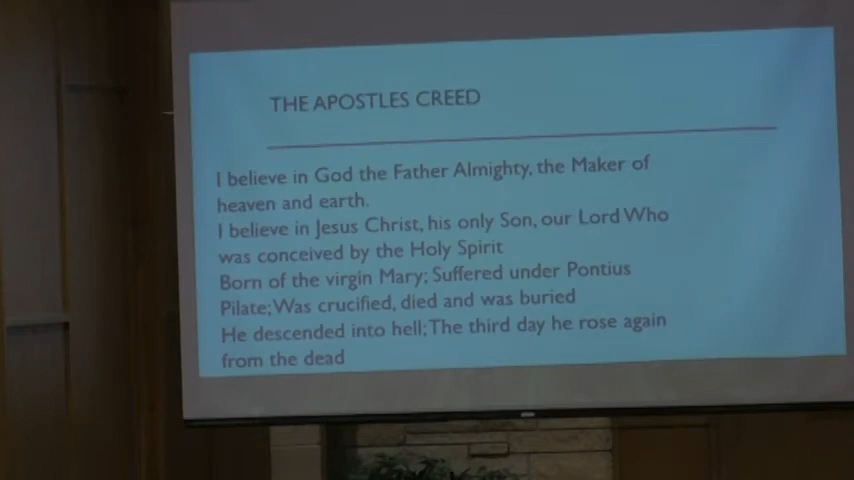 THE APOSTLES CREED
I believe in God the Father Almighty, the Maker of
heaven and earth.
I believe in Jesus Christ, his only Son, our Lord Who
was conceived by the Holy Spirit
Born of the virgin Mary; Suffered under Pontius
Pilate; Was crucified, died and was buried
He descended into hell; The third day he rose again
from the dead